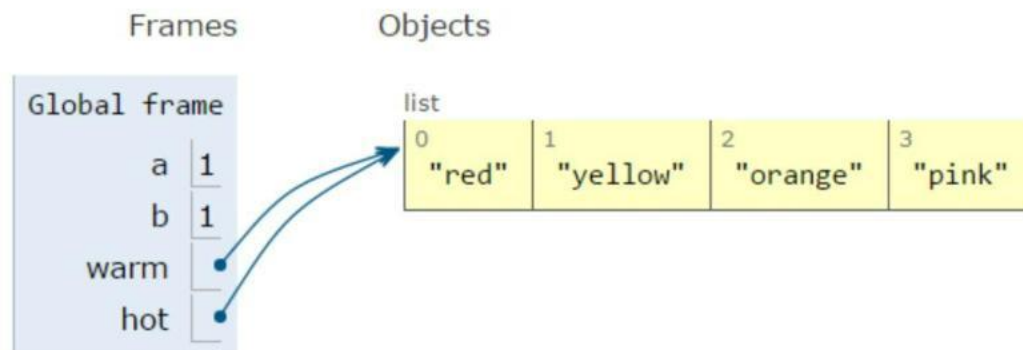 Frames Objects
Global frame
a 1
b 1
warm
hot
list
0 1 2 3
"red" "yellow" "orange" "pink"